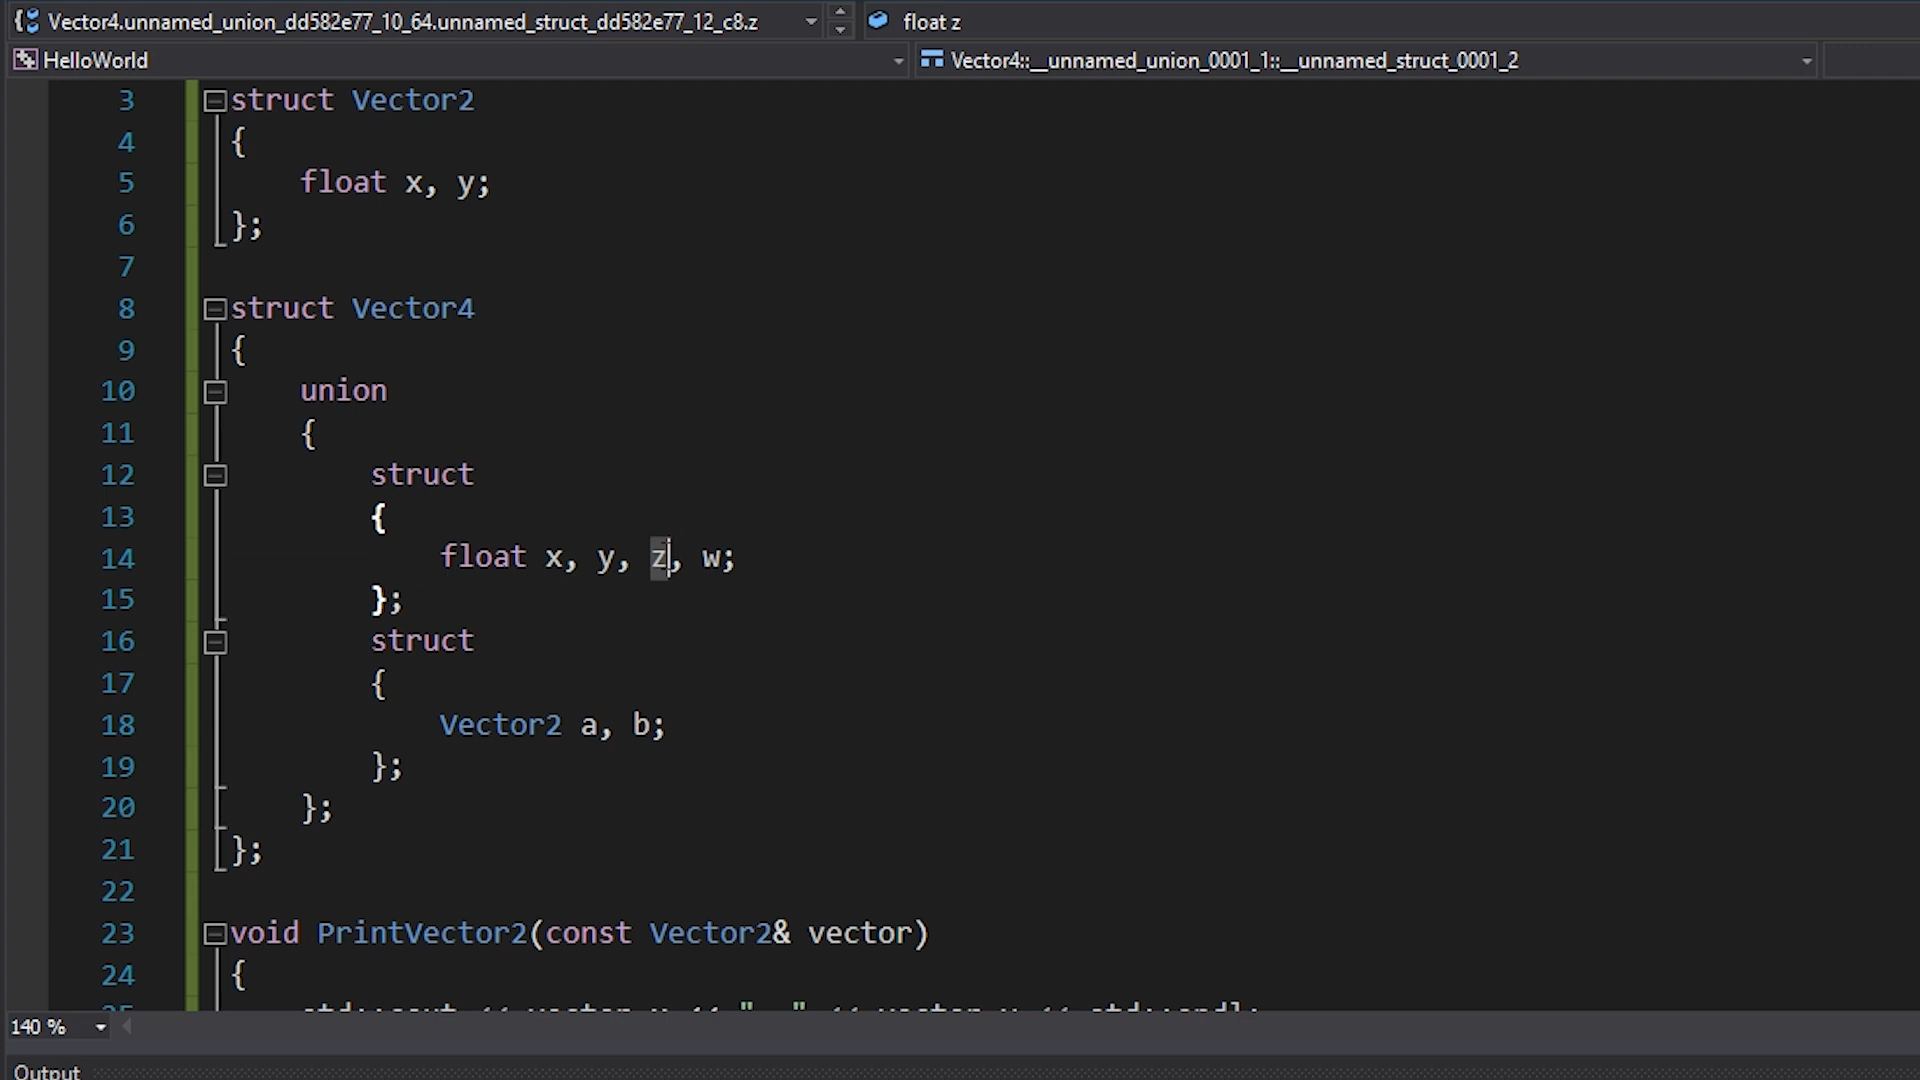 Vector4.unnamed_union_dd582e77_10_64.unnamed_struct_dd582e77_12_c8.z float z
HelloWorld Vector4::__unnamed_union_0001_1::__unnamed_struct_0001_2
3 struct Vector2
4 {
5 float x, y;
6 };
7
8 struct Vector4
9 {
10 union
11 {
12 struct
13 {
14 float x, y, z, w;
15 };
16 struct
17 {
18 Vector2 a, b;
19 };
20 };
21 };
22
23 void PrintVector2(const Vector2& vector)
24 {
140 %
Output